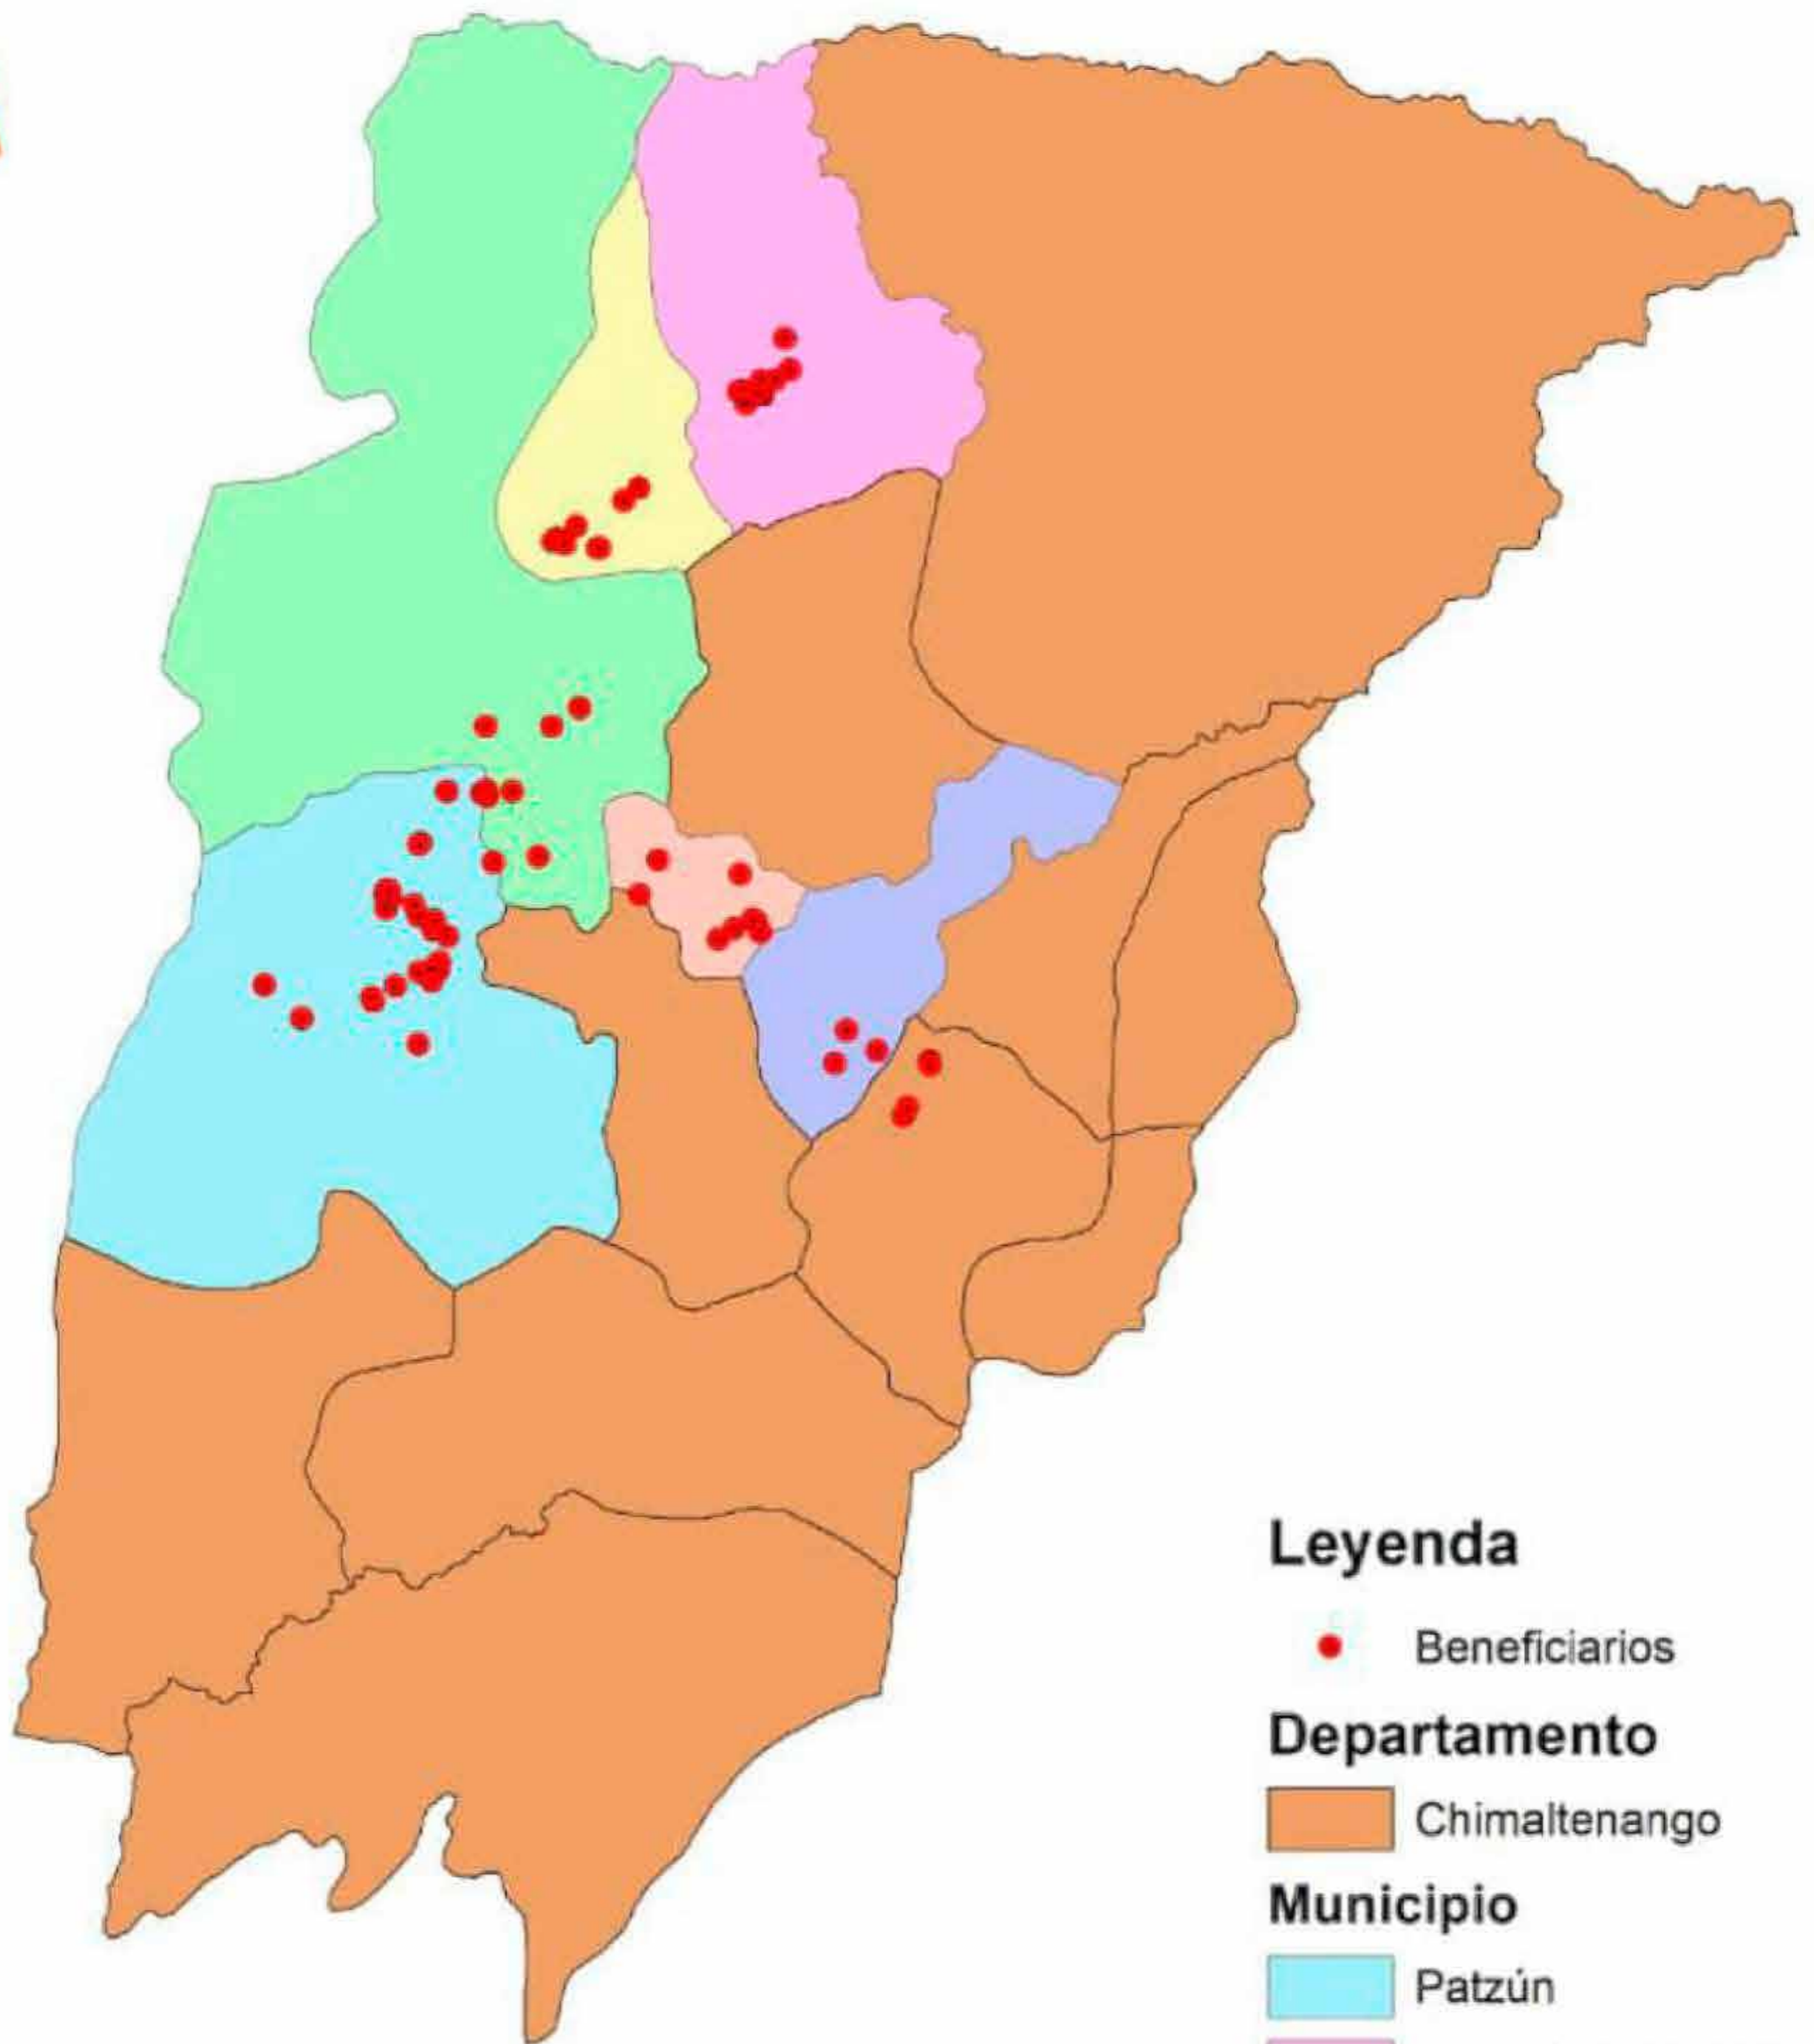 Leyenda
Beneficiarios
Departamento
Chimaltenango
Municipio
Patzún